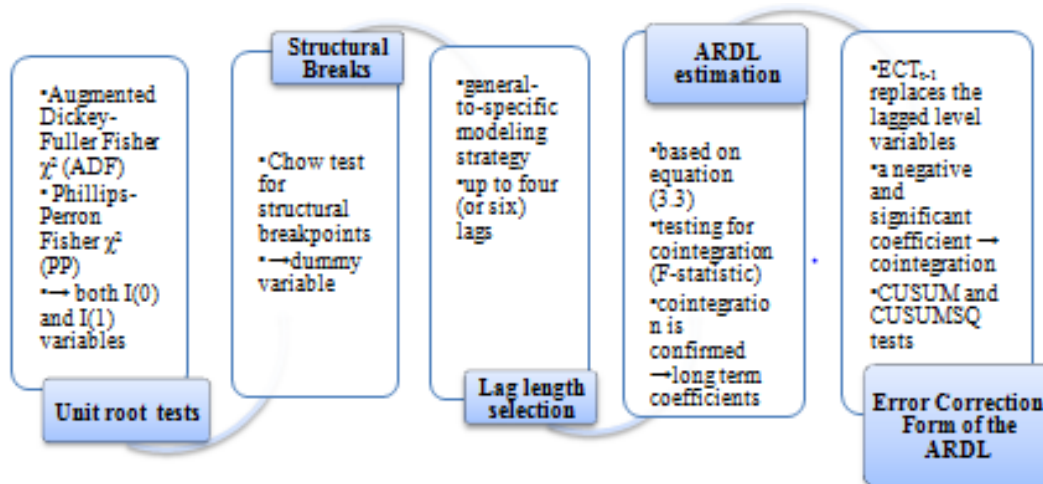 •Augmented
Dickey-
Fuller Fisher
χ² (ADF)
• Phillips-
Perron
Fisher χ²
(PP)
•→ both I(0)
and I(1)
variables
Unit root tests
Structural
Breaks
•Chow test
for
structural
breakpoints
•→dummy
variable
•general-
to-specific
modeling
strategy
•up to four
(or six)
lags
Lag length
selection
ARDL
estimation
•based on
equation
(3.3)
•testing for
cointegration
(F-statistic)
•cointegratio
n is
confirmed
→long term
coefficients
•ECTₜ₋₁
replaces the
lagged level
variables
•a negative
and
significant
coefficient →
cointegration
•CUSUM and
CUSUMSQ
tests
Error Correction
Form of the
ARDL